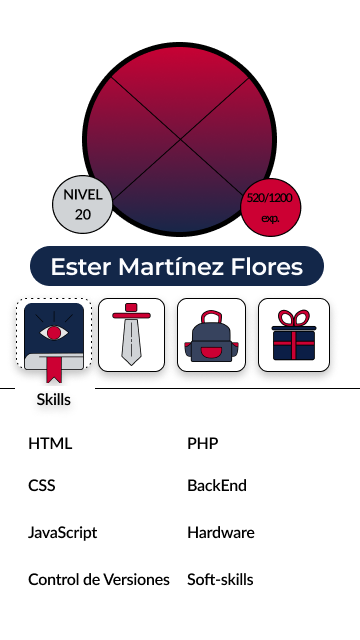 NIVEL
20
520/1200
exp.
Ester Martínez Flores
Skills
HTML
PHP
CSS
BackEnd
JavaScript
Hardware
Control de Versiones
Soft-skills